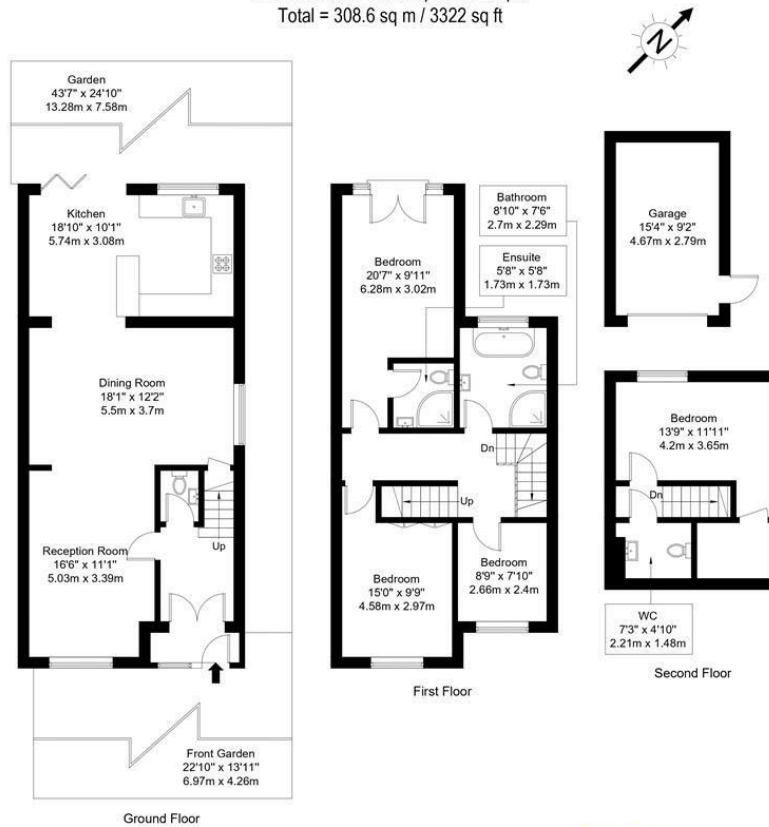 Total = 308.6 sq m / 3322 sq ft
N
Garden
43'7" x 24'10"
13.28m x 7.58m
Kitchen
18'10" x 10'1"
5.74m x 3.08m
Dining Room
18'1" x 12'2"
5.5m x 3.7m
Up
Reception Room
16'6" x 11'1"
5.03m x 3.39m
Front Garden
22'10" x 13'11"
6.97m x 4.26m
Ground Floor
Bedroom
20'7" x 9'11"
6.28m x 3.02m
Bathroom
8'10" x 7'6"
2.7m x 2.29m
Ensuite
5'8" x 5'8"
1.73m x 1.73m
Dn
Up
Bedroom
15'0" x 9'9"
4.58m x 2.97m
Bedroom
8'9" x 7'10"
2.66m x 2.4m
First Floor
Garage
15'4" x 9'2"
4.67m x 2.79m
Bedroom
13'9" x 11'11"
4.2m x 3.65m
Dn
WC
7'3" x 4'10"
2.21m x 1.48m
Second Floor